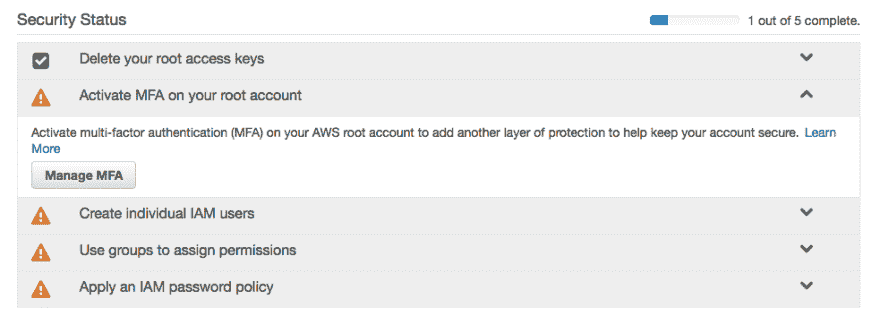 Security Status
1 out of 5 complete.
Delete your root access keys
Activate MFA on your root account
Activate multi-factor authentication (MFA) on your AWS root account to add another layer of protection to help keep your account secure. Learn
More
Manage MFA
Create individual IAM users
Use groups to assign permissions
Apply an IAM password policy